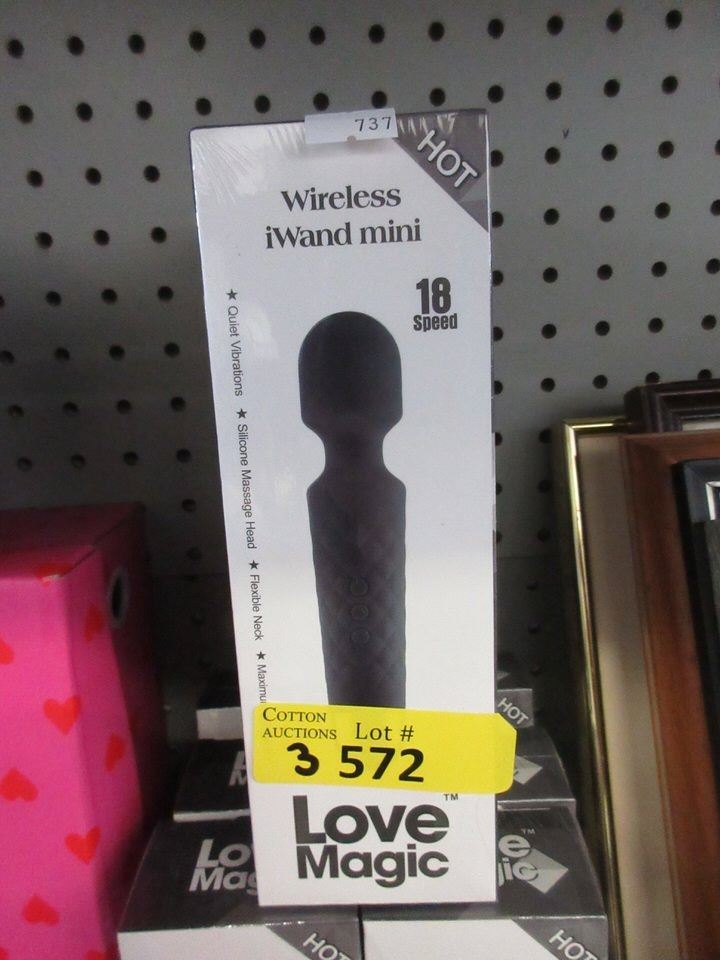 737
HOT
Wireless
iWand mini
18
Speed
★ Quiet Vibrations ★ Silicone Massage Head ★ Flexible Neck ★
COTTON
AUCTIONS Lot #
3 572
Love™
Magic
HOT
HOT
HOT